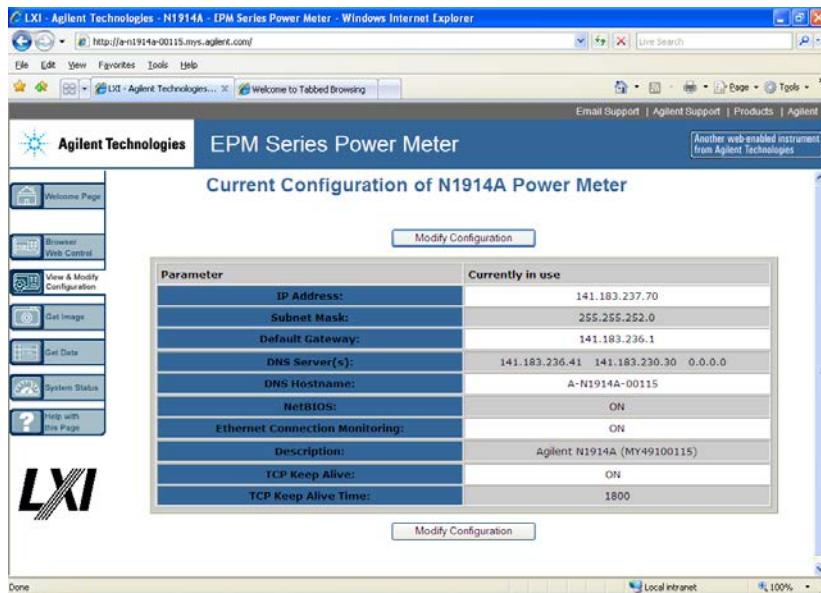 LXI - Agilent Technologies - N1914A - EPM Series Power Meter - Windows Internet Explorer
http://a-n1914a-00115.mys.agilent.com/
Live Search
File Edit View Favorites Tools Help
LXI - Agilent Technologies...
Welcome to Tabbed Browsing
Page
Tools
Email Support | Agilent Support | Products | Agilent
Agilent Technologies
EPM Series Power Meter
Another web-enabled instrument
from Agilent Technologies
Welcome Page
Browser
Web Control
View & Modify
Configuration
Get Image
Get Data
System Status
Help with
this Page
LXI
Current Configuration of N1914A Power Meter
Modify Configuration
Parameter Currently in use
IP Address: 141.183.237.70
Subnet Mask: 255.255.252.0
Default Gateway: 141.183.236.1
DNS Server(s): 141.183.236.41 141.183.230.30 0.0.0.0
DNS Hostname: A-N1914A-00115
NetBIOS: ON
Ethernet Connection Monitoring: ON
Description: Agilent N1914A (MY49100115)
TCP Keep Alive: ON
TCP Keep Alive Time: 1800
Modify Configuration
Done
Local intranet
100%